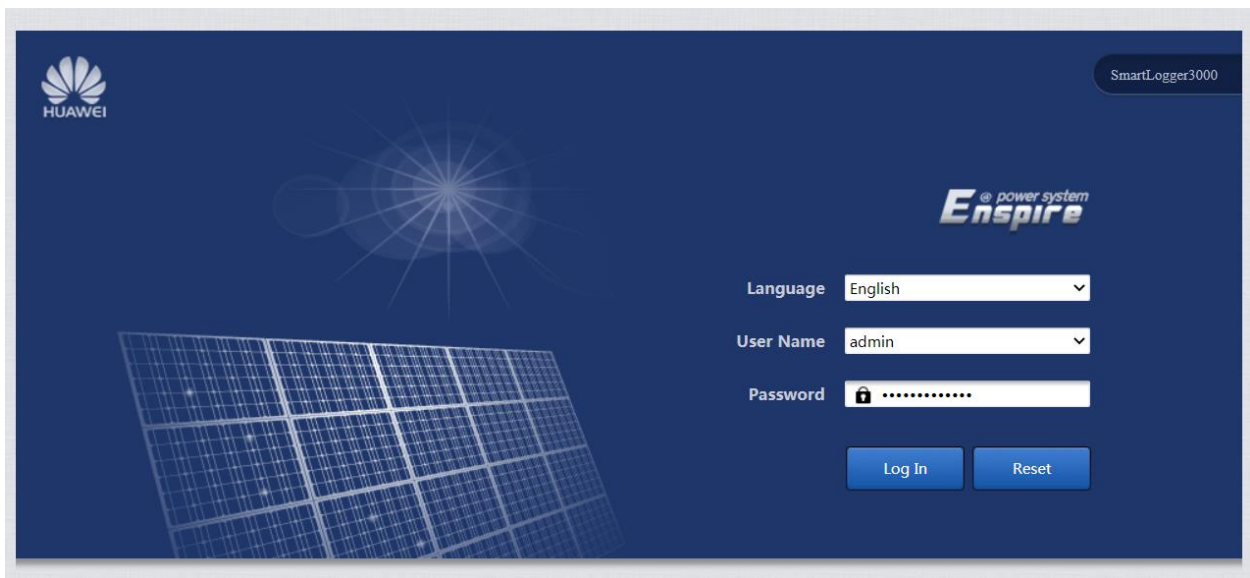 HUAWEI
SmartLogger3000
@ power system
Enspire
Language English
User Name admin
Password •••••••••••••
Log In Reset